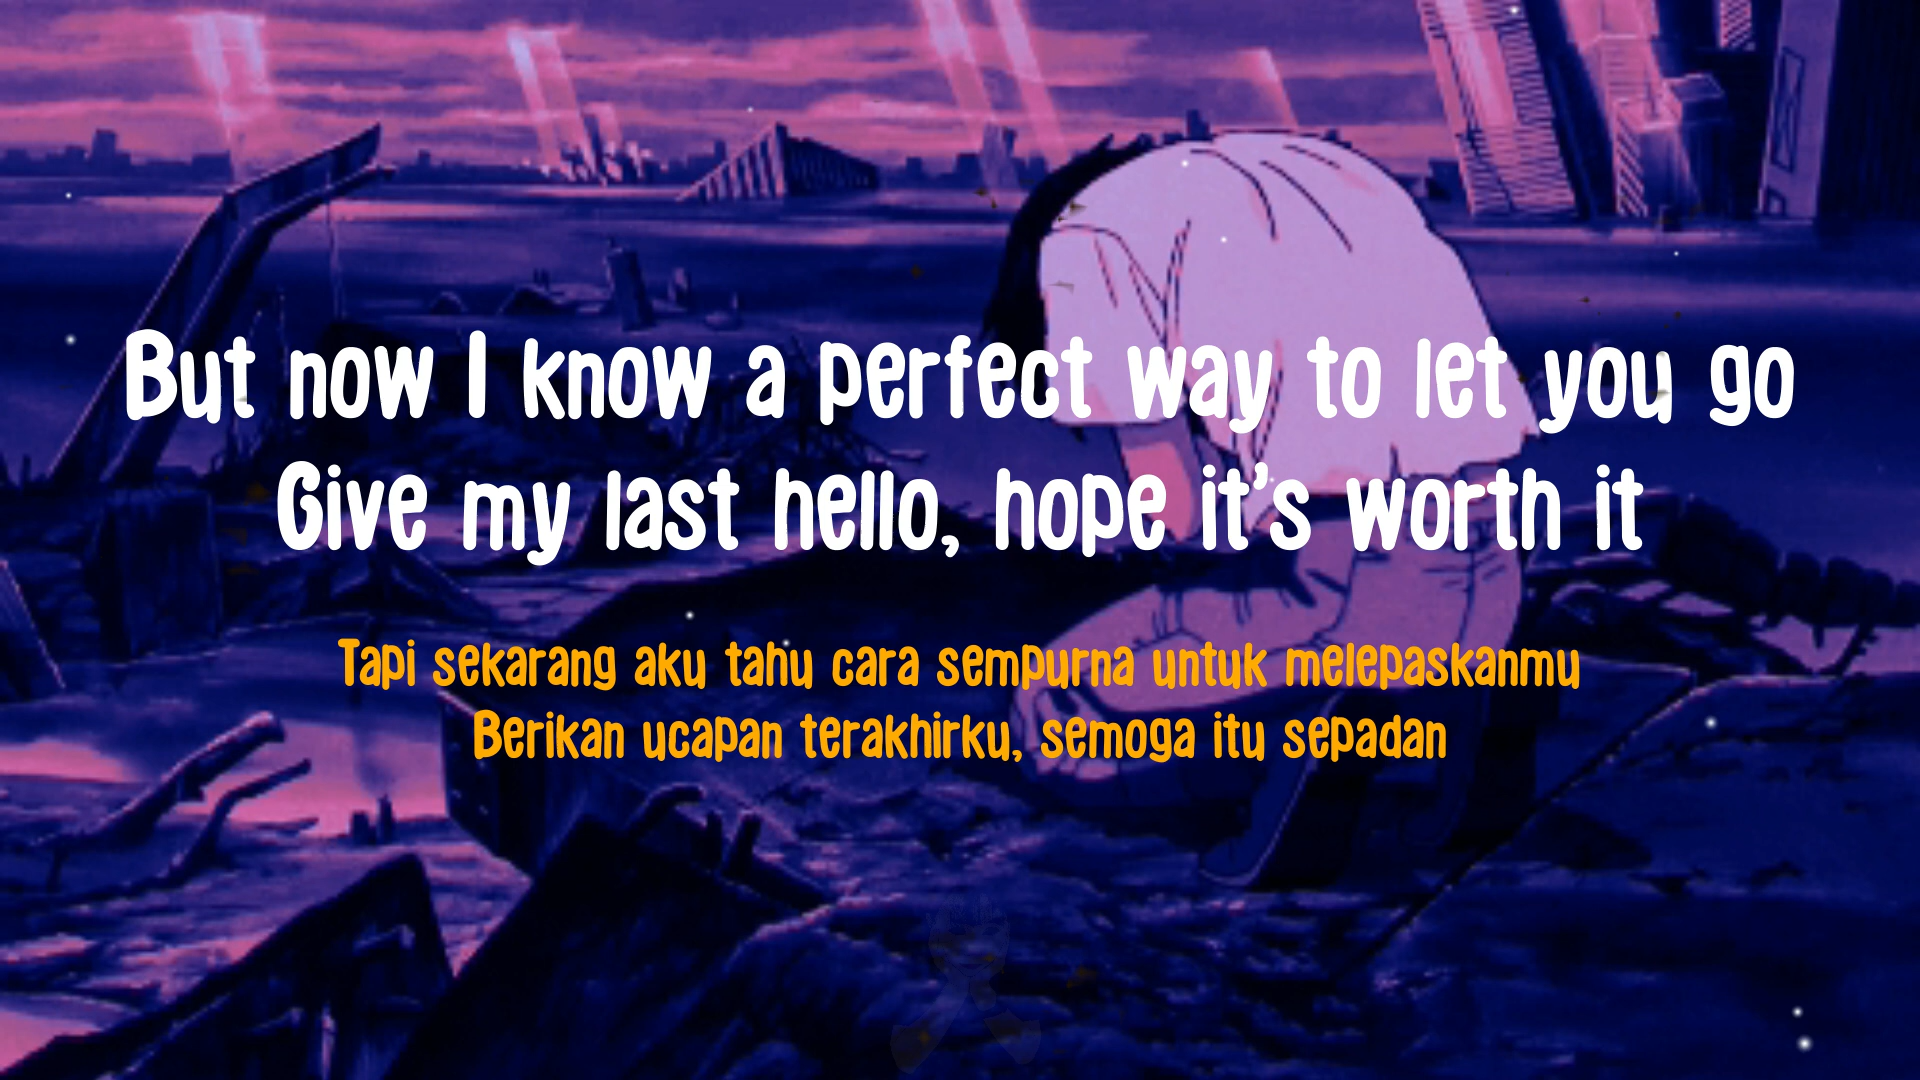 But now I know a perfect way to let you go
Give my last hello, hope it's worth it
Tapi sekarang aku tahu cara sempurna untuk melepaskanmu
Berikan ucapan terakhirku, semoga itu sepadan